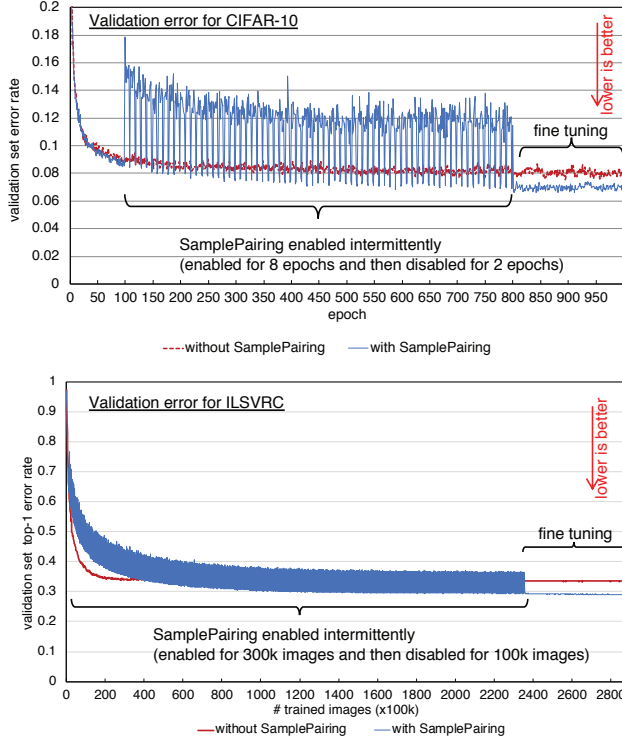 Validation error for CIFAR-10
lower is better
validation set error rate
0.2
0.18
0.16
0.14
0.12
0.1
0.08
0.06
0.04
0.02
0
fine tuning
SamplePairing enabled intermittently
(enabled for 8 epochs and then disabled for 2 epochs)
0 50 100 150 200 250 300 350 400 450 500 550 600 650 700 750 800 850 900 950
epoch
without SamplePairing with SamplePairing
Validation error for ILSVRC
lower is better
validation set top-1 error rate
1
0.9
0.8
0.7
0.6
0.5
0.4
0.3
0.2
0.1
0
fine tuning
SamplePairing enabled intermittently
(enabled for 300k images and then disabled for 100k images)
0 200 400 600 800 1000 1200 1400 1600 1800 2000 2200 2400 2600 2800
# trained images (x100k)
without SamplePairing with SamplePairing